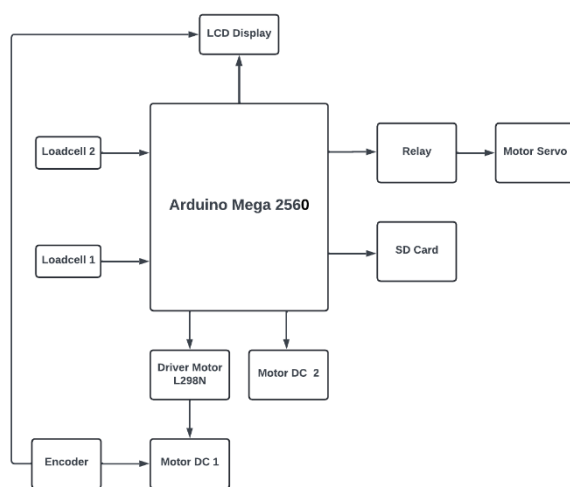 LCD Display
Loadcell 2
Arduino Mega 2560
Relay
Motor Servo
Loadcell 1
SD Card
Driver Motor
L298N
Motor DC  2
Encoder
Motor DC 1